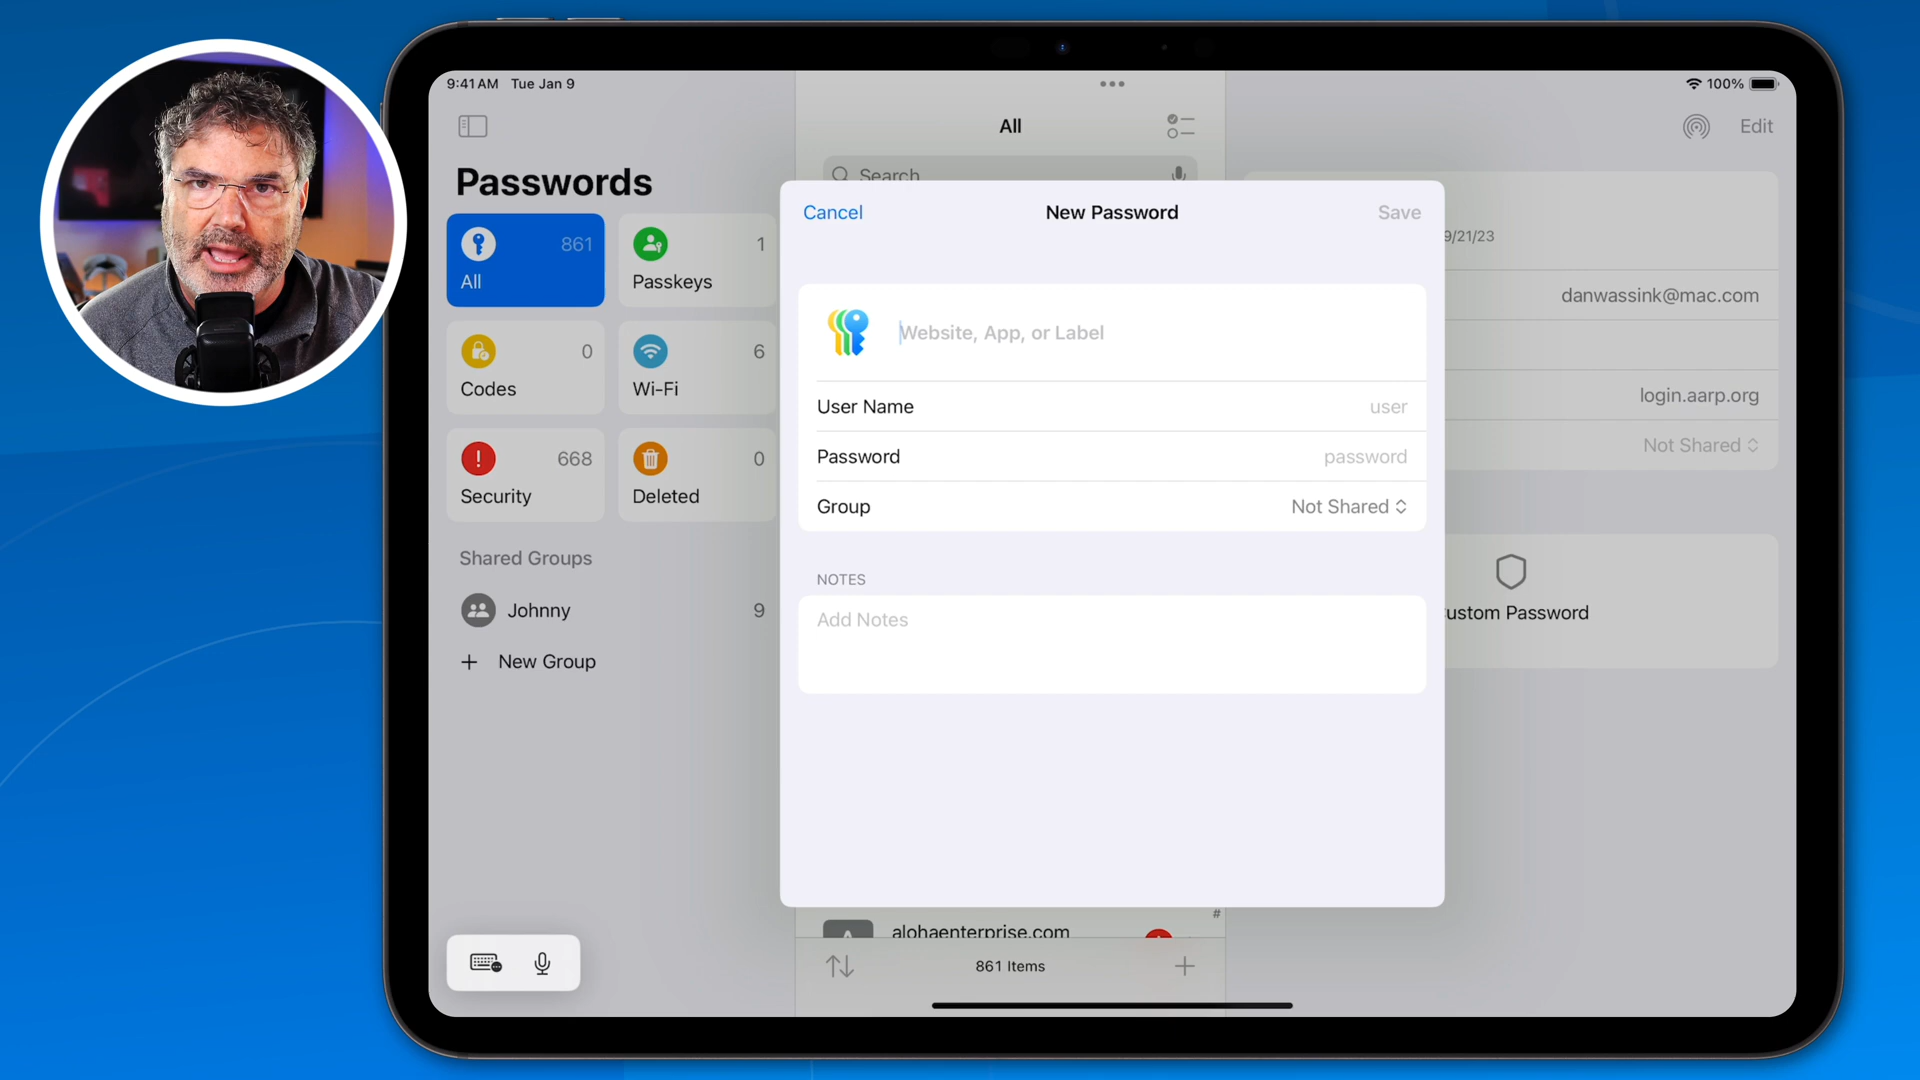 9:41 AM Tue Jan 9
100%
Passwords
861
All
1
Passkeys
0
Codes
6
Wi-Fi
668
Security
0
Deleted
Shared Groups
Johnny 9
New Group
All
Search
alohaenterprise.com
#
861 Items
Cancel New Password Save
Website, App, or Label
User Name user
Password password
Group Not Shared
NOTES
Add Notes
Edit
9/21/23
danwassink@mac.com
login.aarp.org
Not Shared
ustom Password